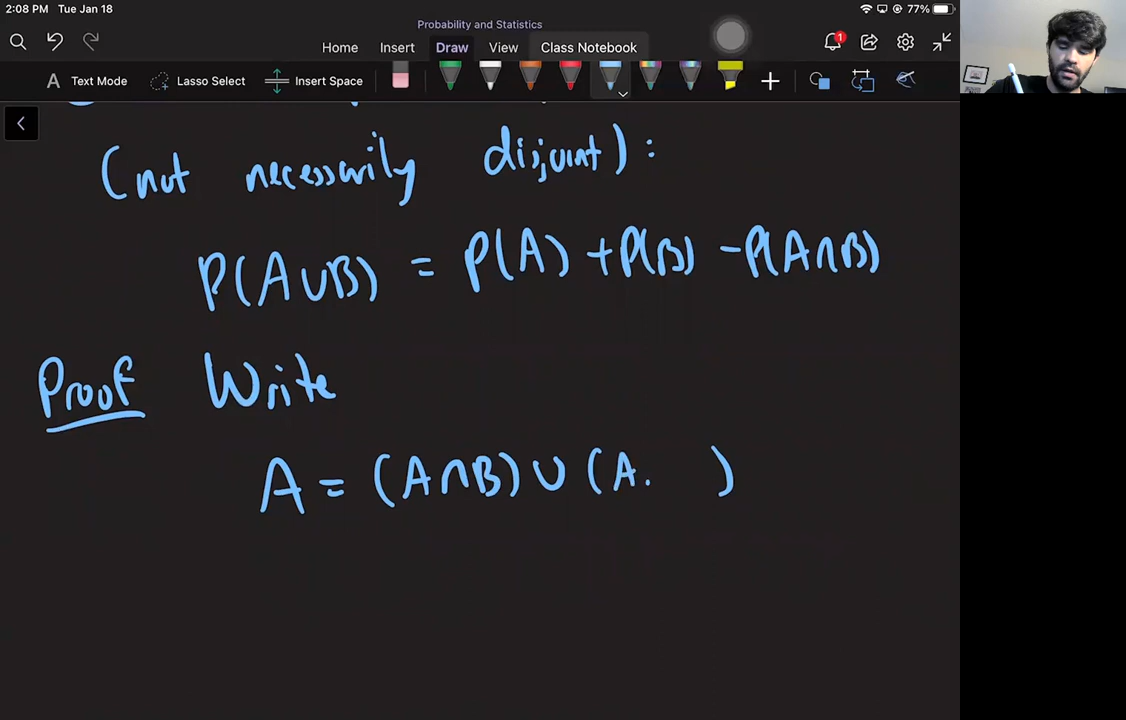 2:08 PM Tue Jan 18
77%
Probability and Statistics
Home Insert Draw View Class Notebook
1
A Text Mode Lasso Select Insert Space
(not necessarily disjoint):
P(A∪B) = P(A) + P(B) - P(A∩B)
Proof Write
A = (A∩B) ∪ (A. )